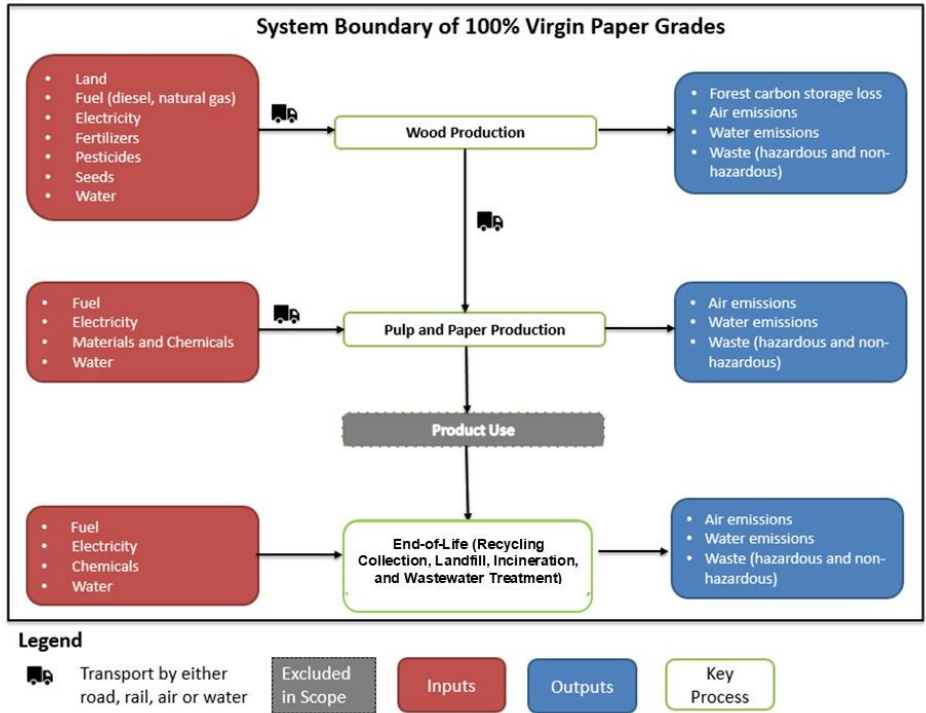 System Boundary of 100% Virgin Paper Grades
• Land
• Fuel (diesel, natural gas)
• Electricity
• Fertilizers
• Pesticides
• Seeds
• Water
Wood Production
• Forest carbon storage loss
• Air emissions
• Water emissions
• Waste (hazardous and non-
hazardous)
• Fuel
• Electricity
• Materials and Chemicals
• Water
Pulp and Paper Production
• Air emissions
• Water emissions
• Waste (hazardous and non-
hazardous)
Product Use
• Fuel
• Electricity
• Chemicals
• Water
End-of-Life (Recycling
Collection, Landfill, Incineration,
and Wastewater Treatment)
• Air emissions
• Water emissions
• Waste (hazardous and non-
hazardous)
Legend
Transport by either
road, rail, air or water
Excluded
in Scope
Inputs
Outputs
Key
Process